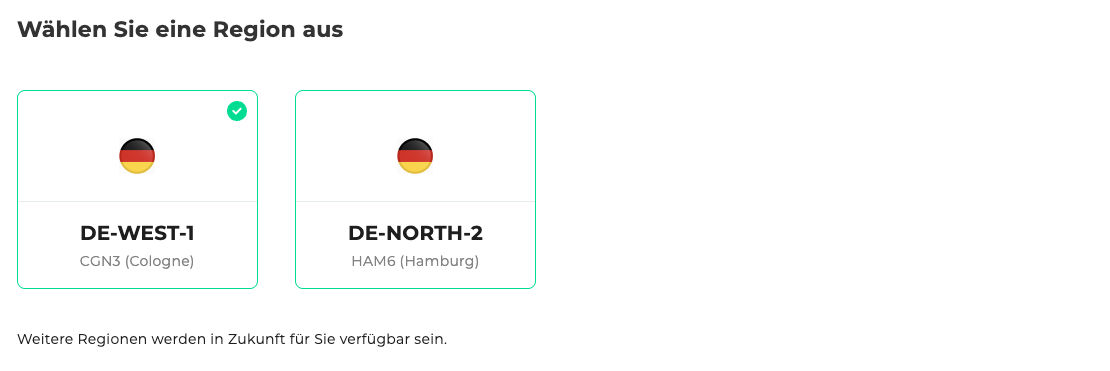 Wählen Sie eine Region aus
DE-WEST-1
CGN3 (Cologne)
DE-NORTH-2
HAM6 (Hamburg)
Weitere Regionen werden in Zukunft für Sie verfügbar sein.